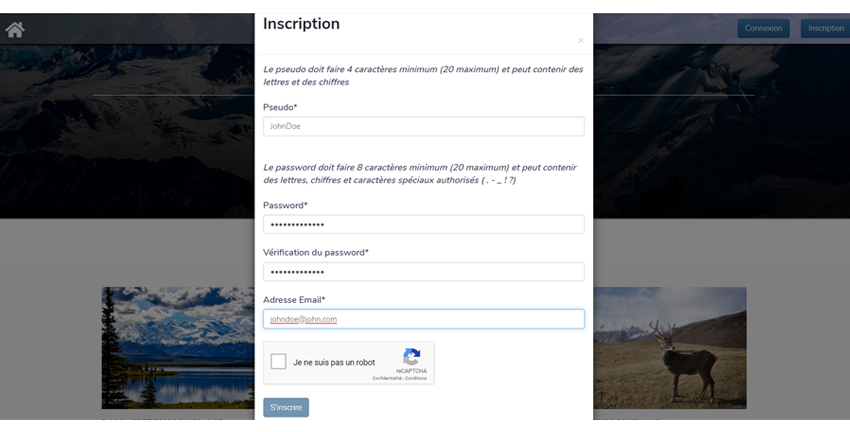 Inscription
×
Connexion
Inscription
Le pseudo doit faire 4 caractères minimum (20 maximum) et peut contenir des
lettres et des chiffres
Pseudo*
JohnDoe
Le password doit faire 8 caractères minimum (20 maximum) et peut contenir
des lettres, chiffres et caractères spéciaux authorisés ( . - _ ! ?)
Password*
•••••••••••••
Vérification du password*
•••••••••••••
Adresse Email*
johndoe@john.com
Je ne suis pas un robot
reCAPTCHA
Confidentialité - Conditions
S'inscrire